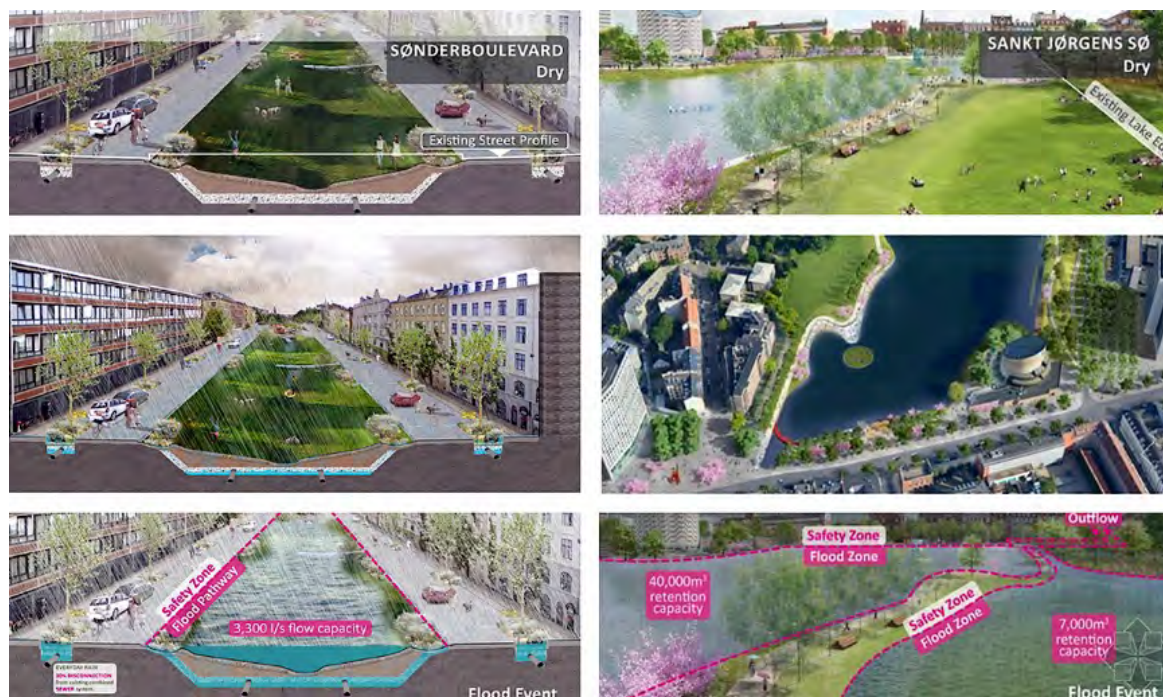 SØNDERBOULEVARD
Dry
Existing Street Profile
SANKT JØRGENS SØ
Dry
Existing Lake Ed
Safety Zone
Flood Pathway
3,300 l/s flow capacity
EVERYDAY RAIN
30% DISCONNECTION
from existing combined
SEWER system
Flood Event
Outflow
Safety Zone
Flood Zone
40,000m³
retention
capacity
Safety Zone
Flood Zone
7,000m³
retention
capacity
Flood Event